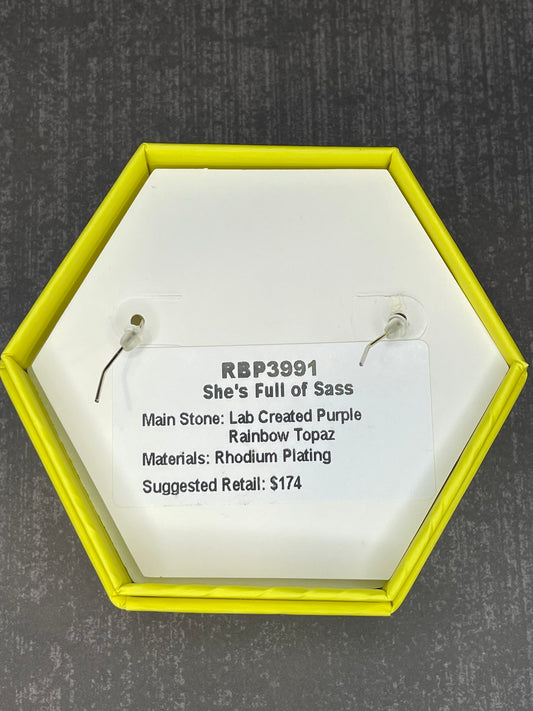 RBP3991
She's Full of Sass
Main Stone: Lab Created Purple
Rainbow Topaz
Materials: Rhodium Plating
Suggested Retail: $174